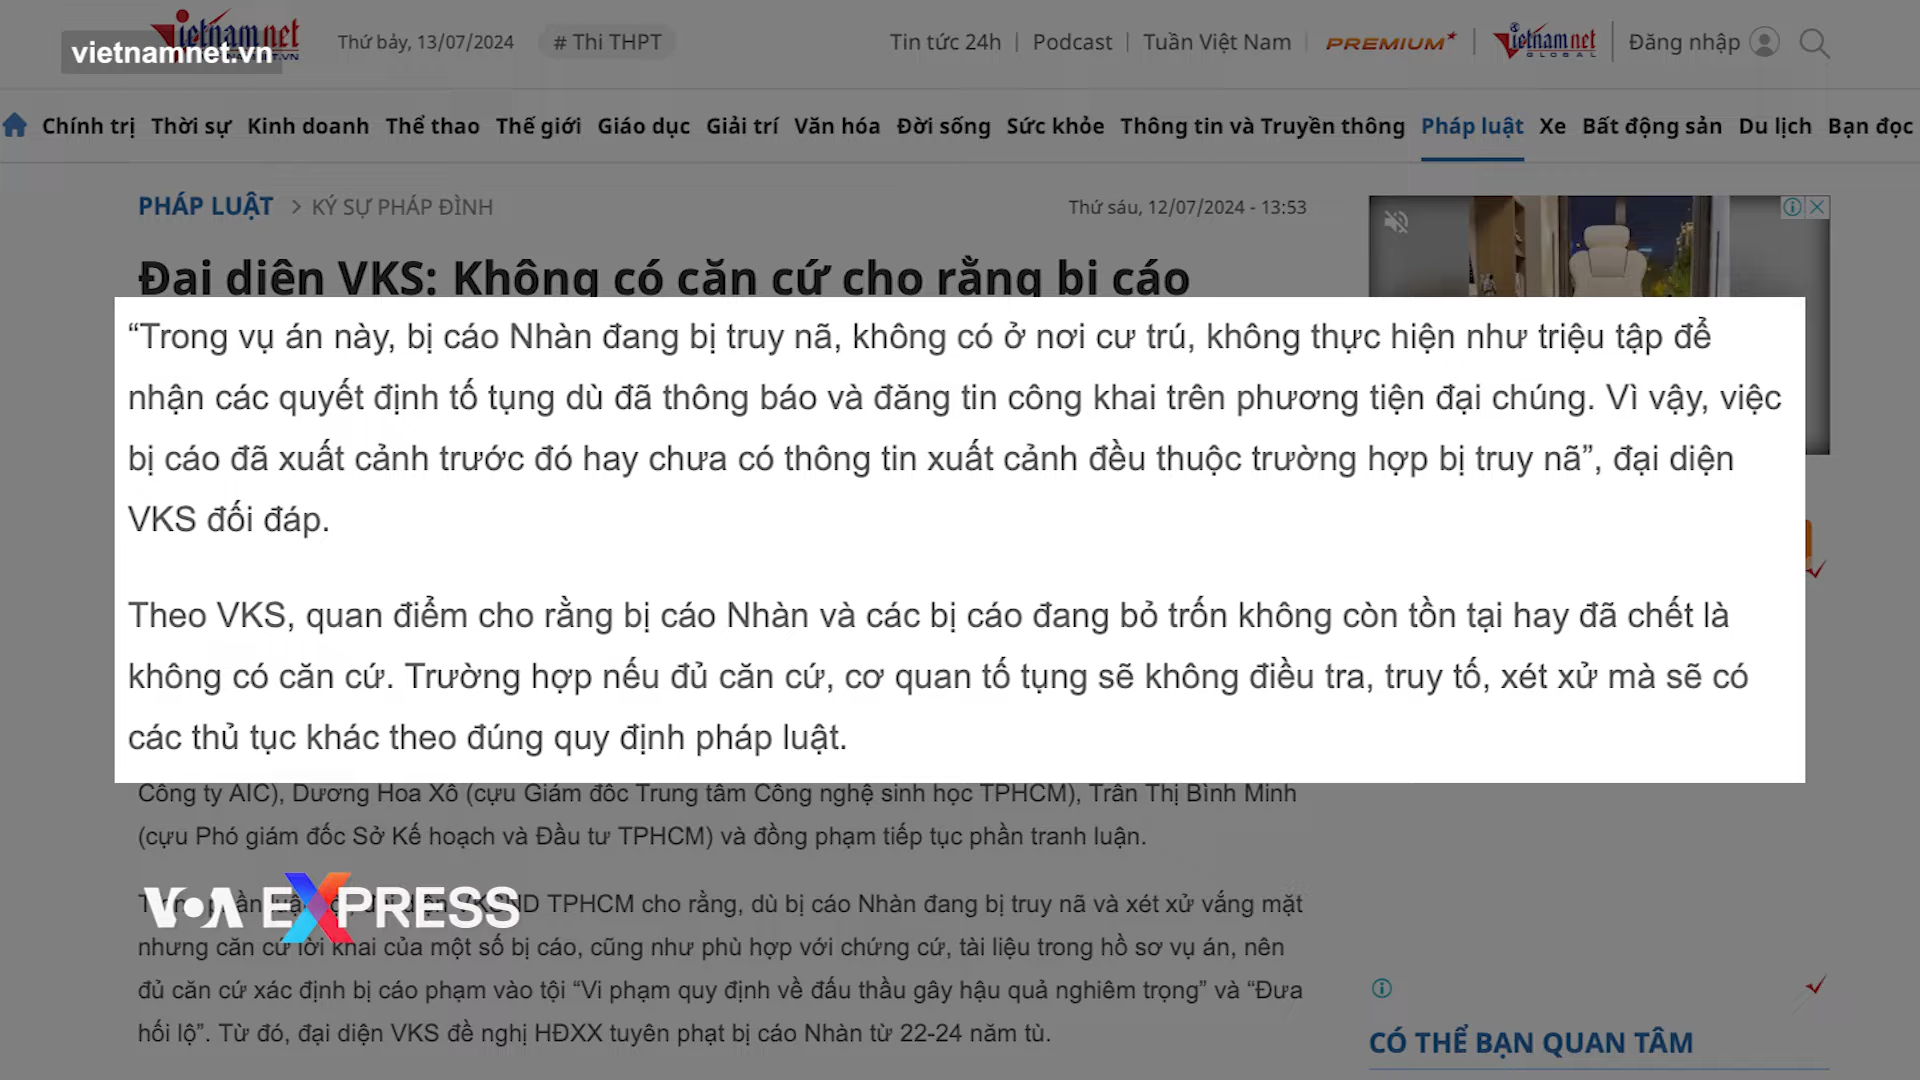 vietnamnet.vn
vietnamnet
Thứ bảy, 13/07/2024
# Thi THPT
Tin tức 24h
Podcast
Tuần Việt Nam
PREMIUM
vietnamnet
GLOBAL
Đăng nhập
Chính trị Thời sự Kinh doanh Thể thao Thế giới Giáo dục Giải trí Văn hóa Đời sống Sức khỏe Thông tin và Truyền thông Pháp luật Xe Bất động sản Du lịch Bạn đọc
PHÁP LUẬT > KÝ SỰ PHÁP ĐÌNH
Thứ sáu, 12/07/2024 - 13:53
Đại diện VKS: Không có căn cứ cho rằng bị cáo
“Trong vụ án này, bị cáo Nhàn đang bị truy nã, không có ở nơi cư trú, không thực hiện như triệu tập để
nhận các quyết định tố tụng dù đã thông báo và đăng tin công khai trên phương tiện đại chúng. Vì vậy, việc
bị cáo đã xuất cảnh trước đó hay chưa có thông tin xuất cảnh đều thuộc trường hợp bị truy nã”, đại diện
VKS đối đáp.
Theo VKS, quan điểm cho rằng bị cáo Nhàn và các bị cáo đang bỏ trốn không còn tồn tại hay đã chết là
không có căn cứ. Trường hợp nếu đủ căn cứ, cơ quan tố tụng sẽ không điều tra, truy tố, xét xử mà sẽ có
các thủ tục khác theo đúng quy định pháp luật.
Công ty AIC), Dương Hoa Xô (cựu Giám đốc Trung tâm Công nghệ sinh học TPHCM), Trần Thị Bình Minh
(cựu Phó giám đốc Sở Kế hoạch và Đầu tư TPHCM) và đồng phạm tiếp tục phần tranh luận.
VOA EXPRESS
TPHCM cho rằng, dù bị cáo Nhàn đang bị truy nã và xét xử vắng mặt
nhưng căn cứ lời khai của một số bị cáo, cũng như phù hợp với chứng cứ, tài liệu trong hồ sơ vụ án, nên
đủ căn cứ xác định bị cáo phạm vào tội “Vi phạm quy định về đấu thầu gây hậu quả nghiêm trọng” và “Đưa
hối lộ”. Từ đó, đại diện VKS đề nghị HĐXX tuyên phạt bị cáo Nhàn từ 22-24 năm tù.
CÓ THỂ BẠN QUAN TÂM